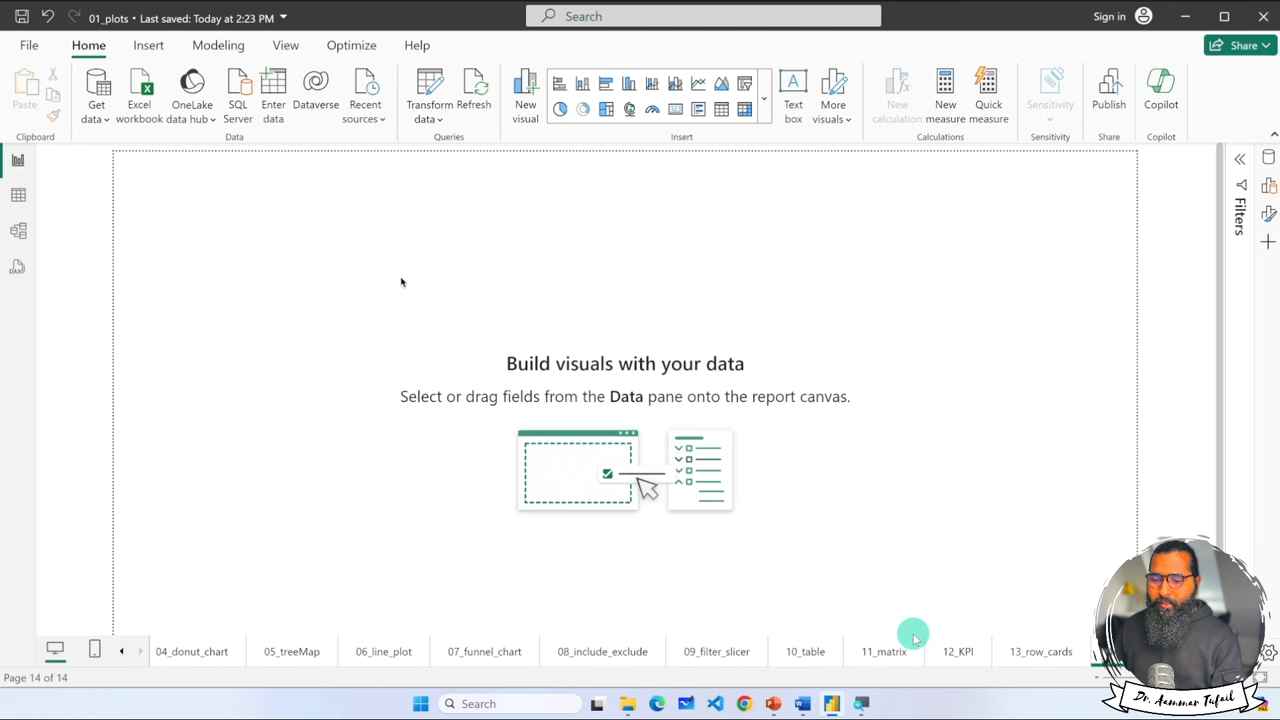 01_plots • Last saved: Today at 2:23 PM
Search
Sign in
File Home Insert Modeling View Optimize Help
Share
Paste
Clipboard
Get data
Excel workbook
OneLake data hub
SQL Server
Enter data
Dataverse
Recent sources
Data
Transform data
Refresh
Queries
New visual
Text box
More visuals
Insert
New calculation
New measure
Quick measure
Calculations
Sensitivity
Sensitivity
Publish
Share
Copilot
Copilot
Filters
Build visuals with your data
Select or drag fields from the Data pane onto the report canvas.
04_donut_chart 05_treeMap 06_line_plot 07_funnel_chart 08_include_exclude 09_filter_slicer 10_table 11_matrix 12_KPI 13_row_cards
Page 14 of 14
Search
Dr. Aammar Tufail